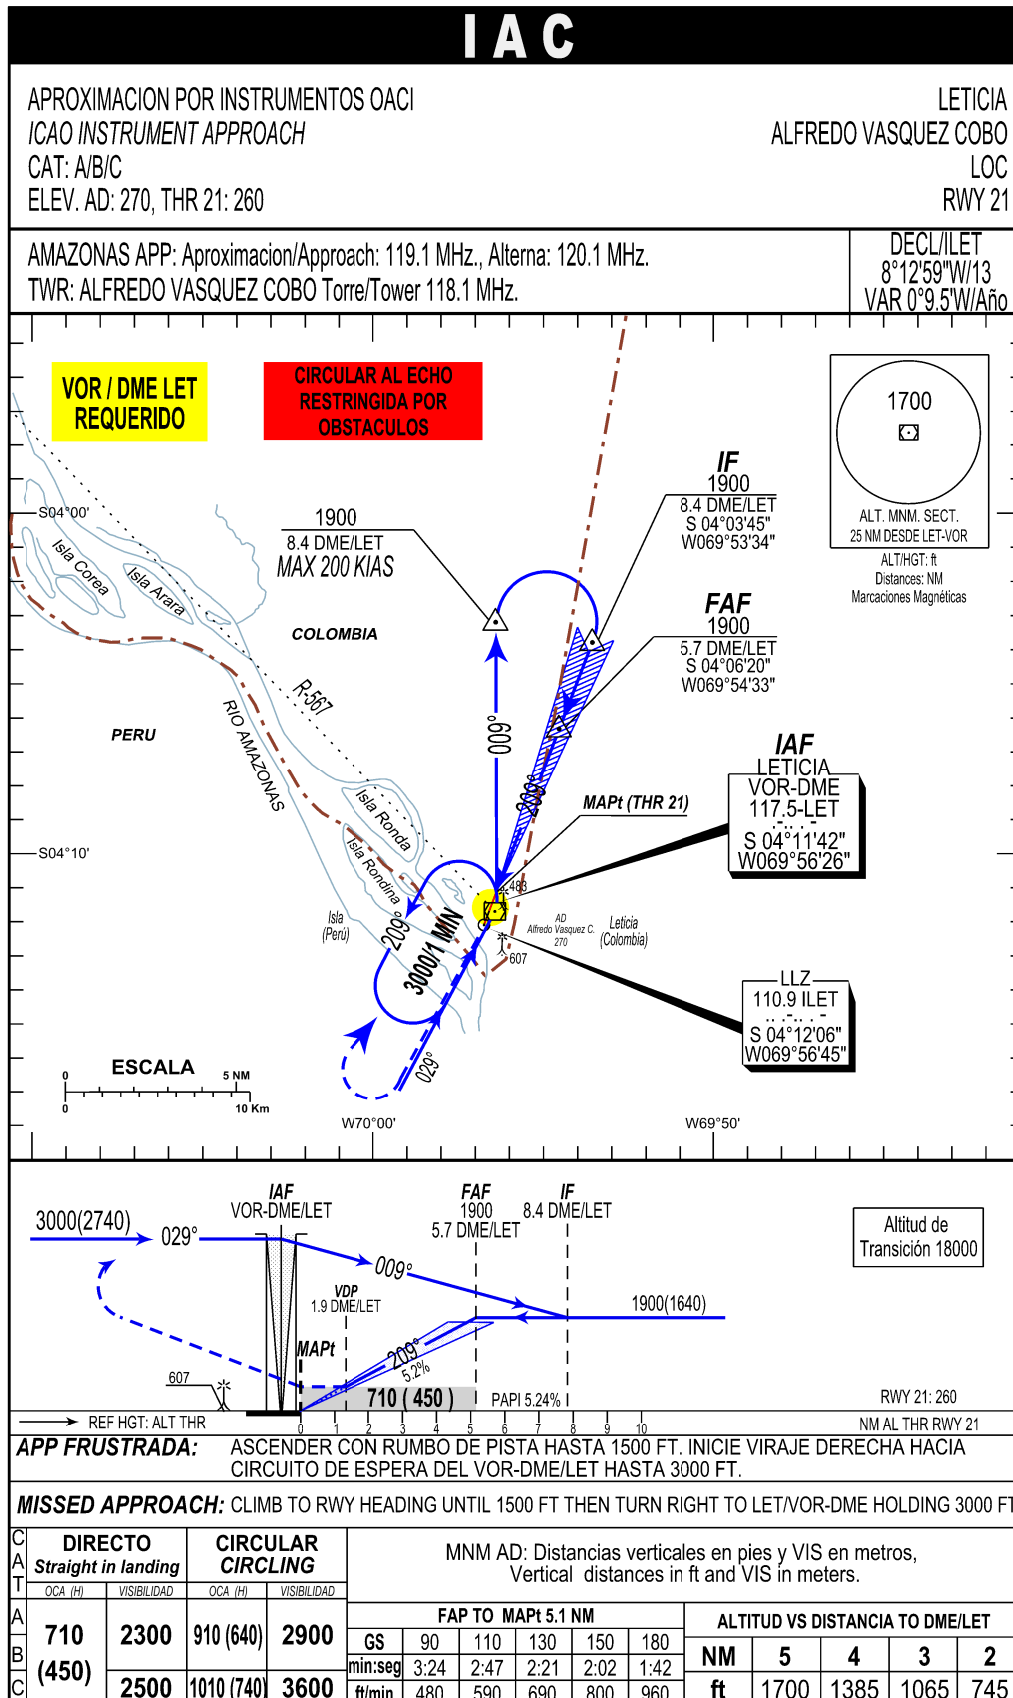 IAC
APROXIMACION POR INSTRUMENTOS OACI
ICAO INSTRUMENT APPROACH
CAT: A/B/C
ELEV. AD: 270, THR 21: 260
LETICIA
ALFREDO VASQUEZ COBO
LOC
RWY 21
AMAZONAS APP: Aproximacion/Approach: 119.1 MHz., Alterna: 120.1 MHz.
TWR: ALFREDO VASQUEZ COBO Torre/Tower 118.1 MHz.
DECL/ILET
8°12'59"W/13
VAR 0°9.5'W/Año
VOR / DME LET
REQUERIDO
CIRCULAR AL ECHO
RESTRINGIDA POR
OBSTACULOS
1700
ALT. MNM. SECT.
25 NM DESDE LET-VOR
ALT/HGT: ft
Distances: NM
Marcaciones Magnéticas
IF
1900
8.4 DME/LET
S 04°03'45"
W069°53'34"
1900
8.4 DME/LET
MAX 200 KIAS
S04°00'
Isla Corea
Isla Arara
COLOMBIA
FAF
1900
5.7 DME/LET
S 04°06'20"
W069°54'33"
R-567
PERU
RIO AMAZONAS
009°
209°
IAF
LETICIA
VOR-DME
117.5-LET
.-.. . -
S 04°11'42"
W069°56'26"
MAPt (THR 21)
Isla Ronda
Isla Rondina
S04°10'
483
Isla
(Perú)
209°
3000/1 MIN
AD
Alfredo Vasquez C.
270
Leticia
(Colombia)
607
LLZ
110.9 ILET
.. .-.. . -
S 04°12'06"
W069°56'45"
029°
ESCALA
0 5 NM
0 10 Km
W70°00'
W69°50'
IAF
VOR-DME/LET
FAF
1900
5.7 DME/LET
IF
8.4 DME/LET
3000(2740)
029°
009°
Altitud de
Transición 18000
VDP
1.9 DME/LET
1900(1640)
MAPt
209°
5.2%
607
710 ( 450 )
PAPI 5.24%
RWY 21: 260
REF HGT: ALT THR
0 1 2 3 4 5 6 7 8 9 10
NM AL THR RWY 21
APP FRUSTRADA: ASCENDER CON RUMBO DE PISTA HASTA 1500 FT. INICIE VIRAJE DERECHA HACIA
CIRCUITO DE ESPERA DEL VOR-DME/LET HASTA 3000 FT.
MISSED APPROACH: CLIMB TO RWY HEADING UNTIL 1500 FT THEN TURN RIGHT TO LET/VOR-DME HOLDING 3000 FT
CAT
DIRECTO
Straight in landing
CIRCULAR
CIRCLING
OCA (H) VISIBILIDAD OCA (H) VISIBILIDAD
MNM AD: Distancias verticales en pies y VIS en metros,
Vertical distances in ft and VIS in meters.
A
B
C
710
(450)
2300 910 (640) 2900
2500 1010 (740) 3600
FAP TO MAPt 5.1 NM
GS 90 110 130 150 180
min:seg 3:24 2:47 2:21 2:02 1:42
ft/min 480 590 690 800 960
ALTITUD VS DISTANCIA TO DME/LET
NM 5 4 3 2
ft 1700 1385 1065 745